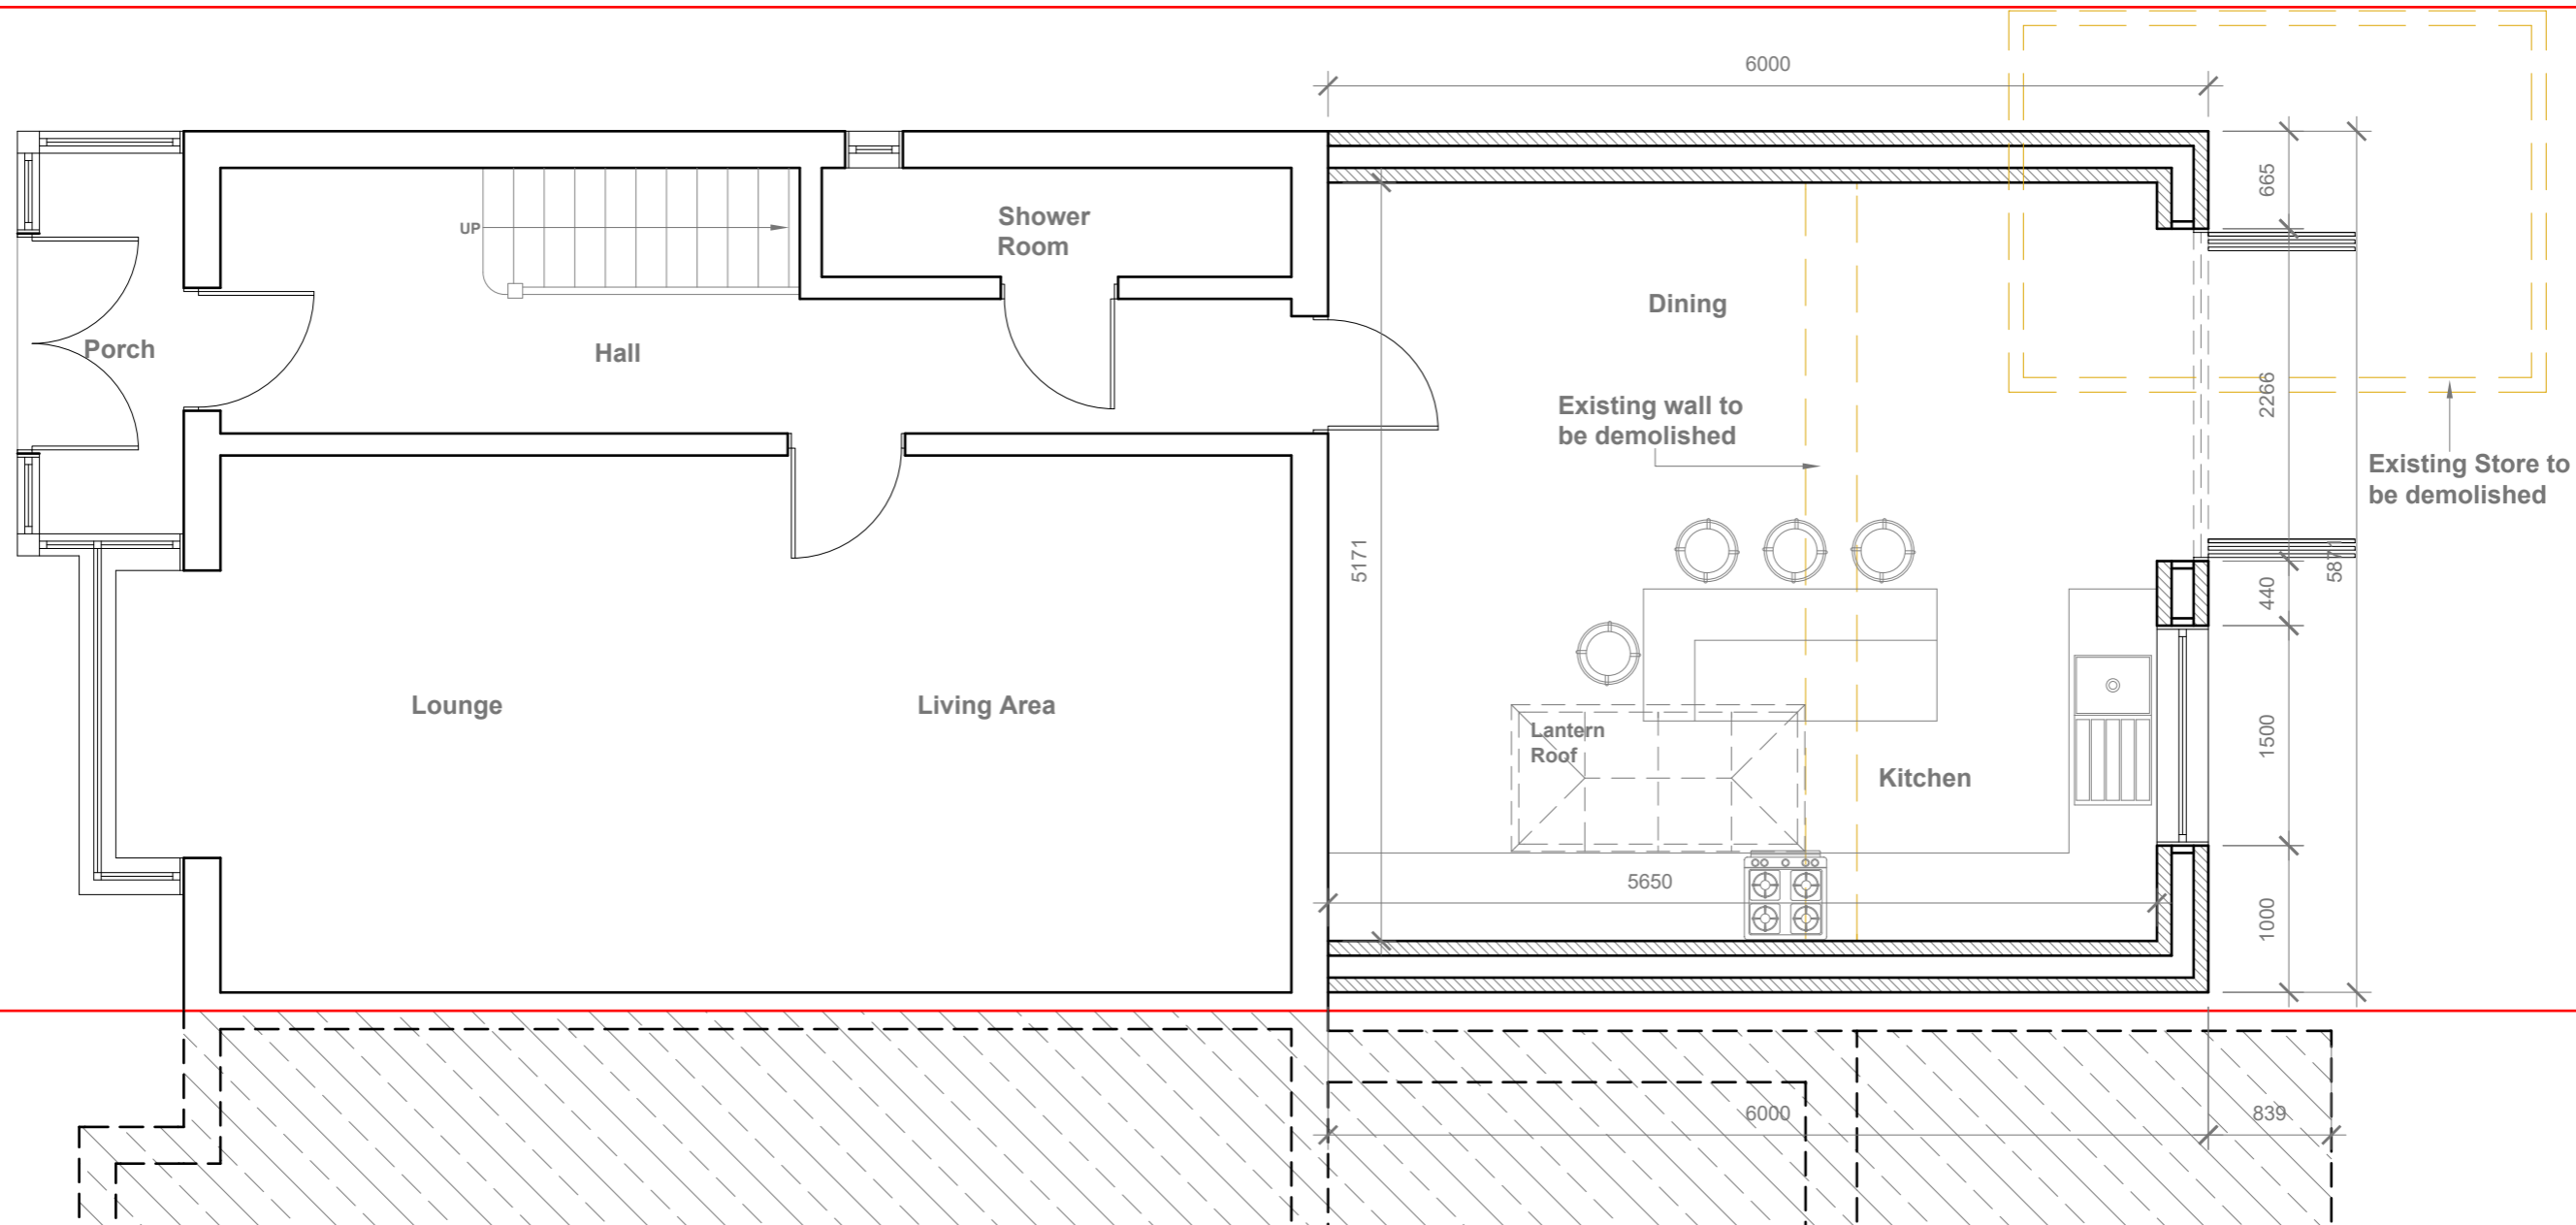 6000
665
UP
Shower
Room
Dining
Porch
Hall
2266
Existing wall to
be demolished
Existing Store to
be demolished
5171
5871
440
Lounge
Living Area
Lantern
Roof
1500
Kitchen
5650
1000
6000
839